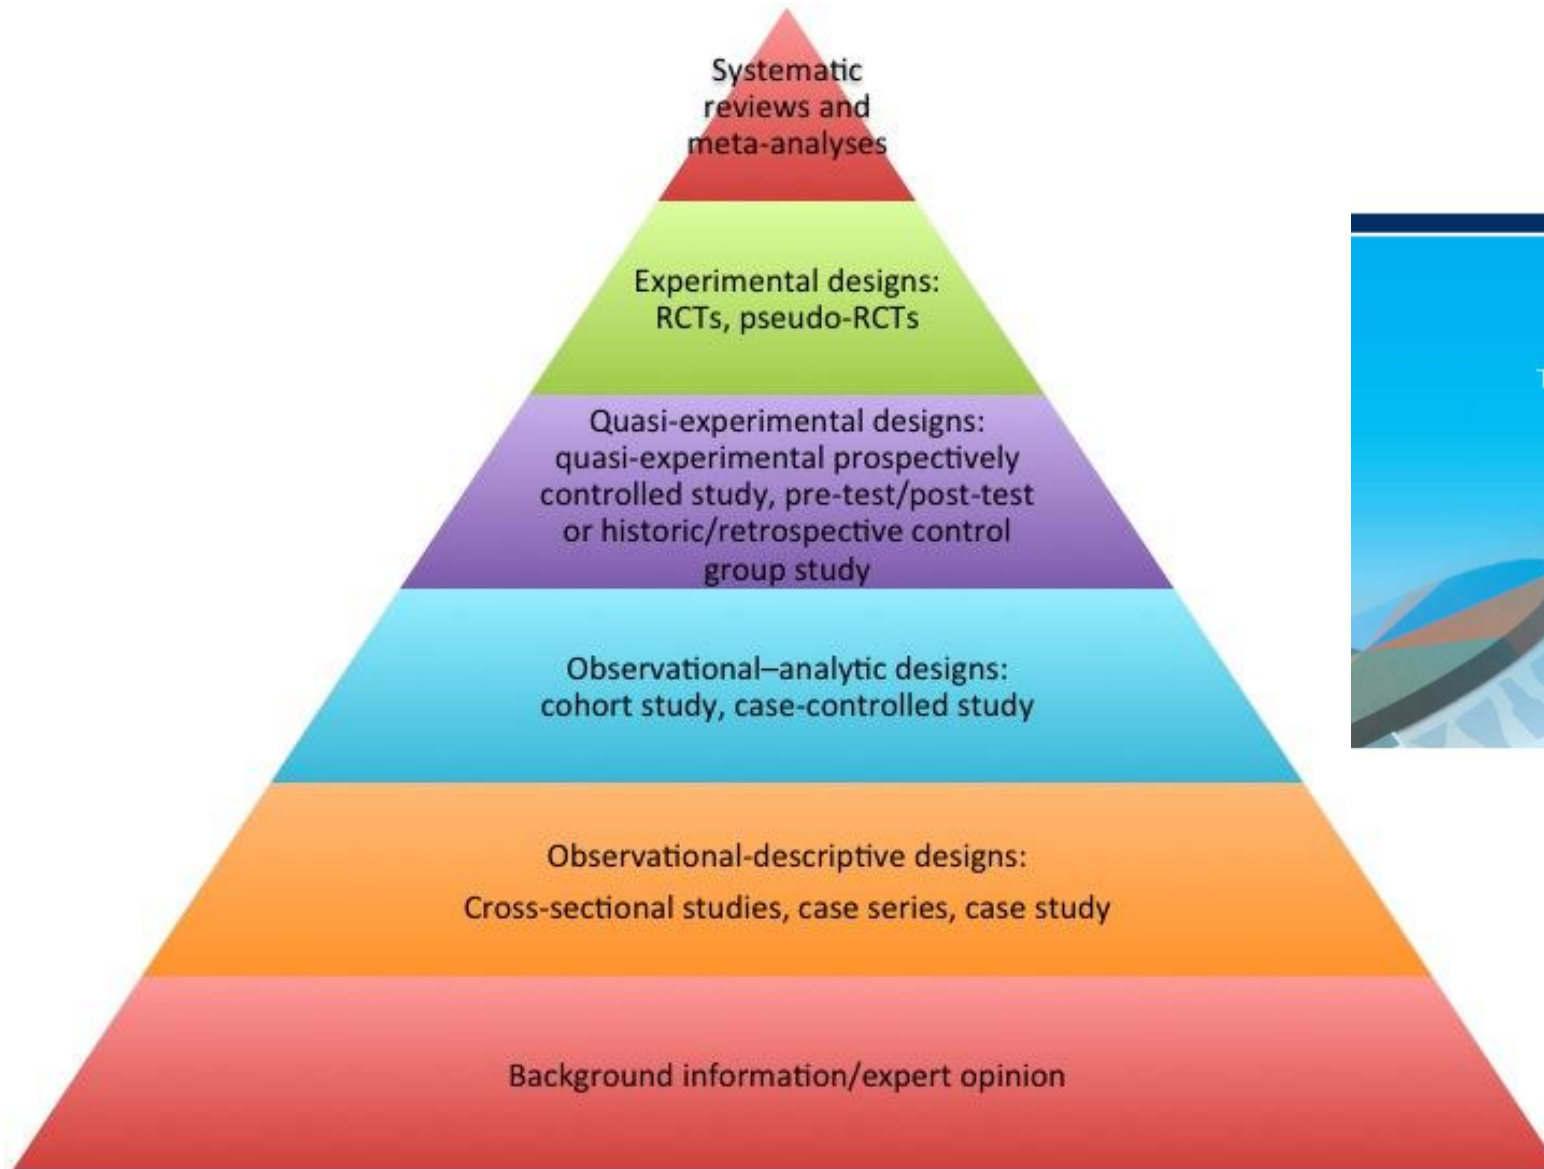 Systematic
reviews and
meta-analyses
Experimental designs:
RCTs, pseudo-RCTs
Quasi-experimental designs:
quasi-experimental prospectively
controlled study, pre-test/post-test
or historic/retrospective control
group study
Observational–analytic designs:
cohort study, case-controlled study
Observational-descriptive designs:
Cross-sectional studies, case series, case study
Background information/expert opinion